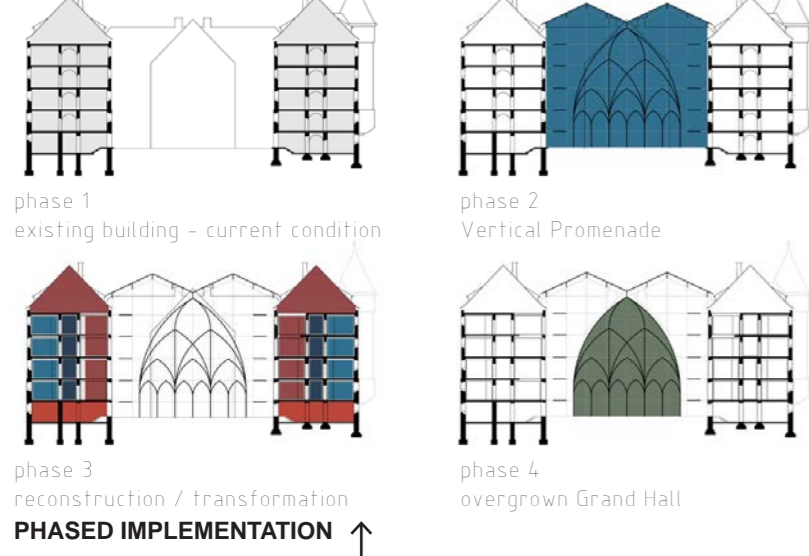 phase 1
existing building - current condition
phase 2
Vertical Promenade
phase 3
reconstruction / transformation
phase 4
overgrown Grand Hall
PHASED IMPLEMENTATION ↑